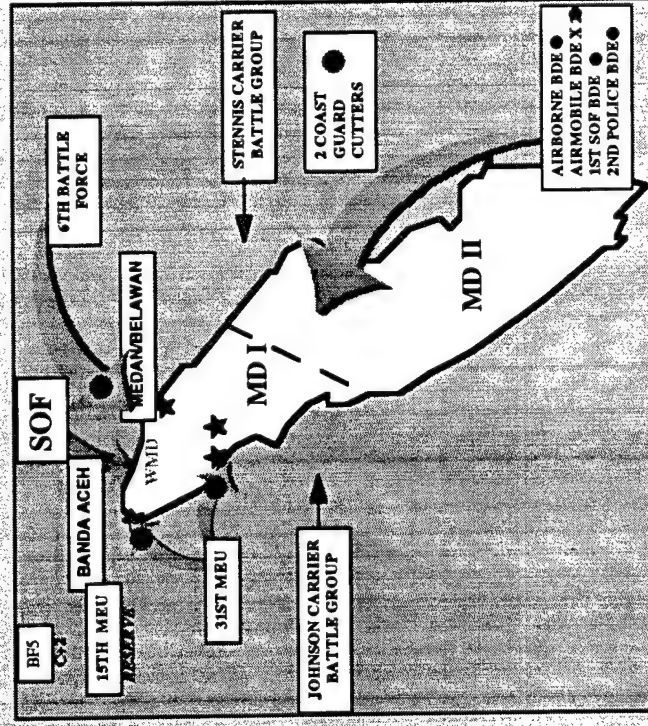 BF5
C+2
15TH MEU
RESERVE
BANDA ACEH
SOF
6TH BATTLE
FORCE
MEDAN/BELAWAN
WMD
31ST MEU
STENNIS CARRIER
BATTLE GROUP
MD I
2 COAST
GUARD
CUTTERS
JOHNSON CARRIER
BATTLE GROUP
MD II
AIRBORNE BDE
AIRMOBILE BDE X 2
1ST SOF BDE
2ND POLICE BDE